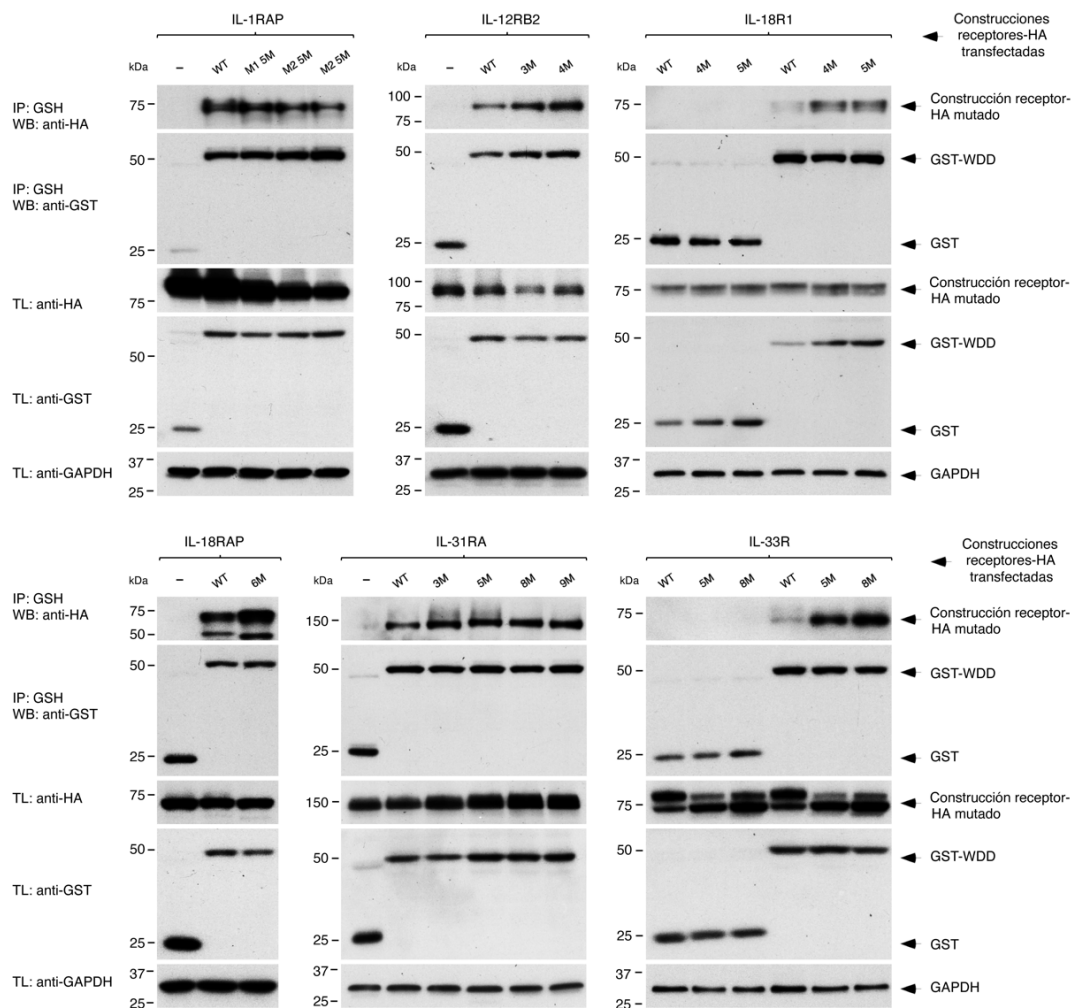 IL-1RAP
IL-12RB2
IL-18R1
Construcciones
receptores-HA
transfectadas
kDa – WT M1 5M M2 5M M2 5M
kDa – WT 3M 4M
kDa WT 4M 5M WT 4M 5M
IP: GSH
WB: anti-HA
75
100
75
75
Construcción receptor-
HA mutado
IP: GSH
WB: anti-GST
50
25
50
25
50
25
GST-WDD
GST
TL: anti-HA
75
100
75
75
Construcción receptor-
HA mutado
TL: anti-GST
50
25
50
25
50
25
GST-WDD
GST
TL: anti-GAPDH
37
25
37
25
37
25
GAPDH
IL-18RAP
IL-31RA
IL-33R
Construcciones
receptores-HA
transfectadas
kDa – WT 6M
kDa – WT 3M 5M 8M 9M
kDa WT 5M 8M WT 5M 8M
IP: GSH
WB: anti-HA
75
50
150
75
Construcción receptor-
HA mutado
IP: GSH
WB: anti-GST
50
25
50
25
50
25
GST-WDD
GST
TL: anti-HA
75
150
75
Construcción receptor-
HA mutado
TL: anti-GST
50
25
50
25
50
25
GST-WDD
GST
TL: anti-GAPDH
37
25
37
25
37
25
GAPDH